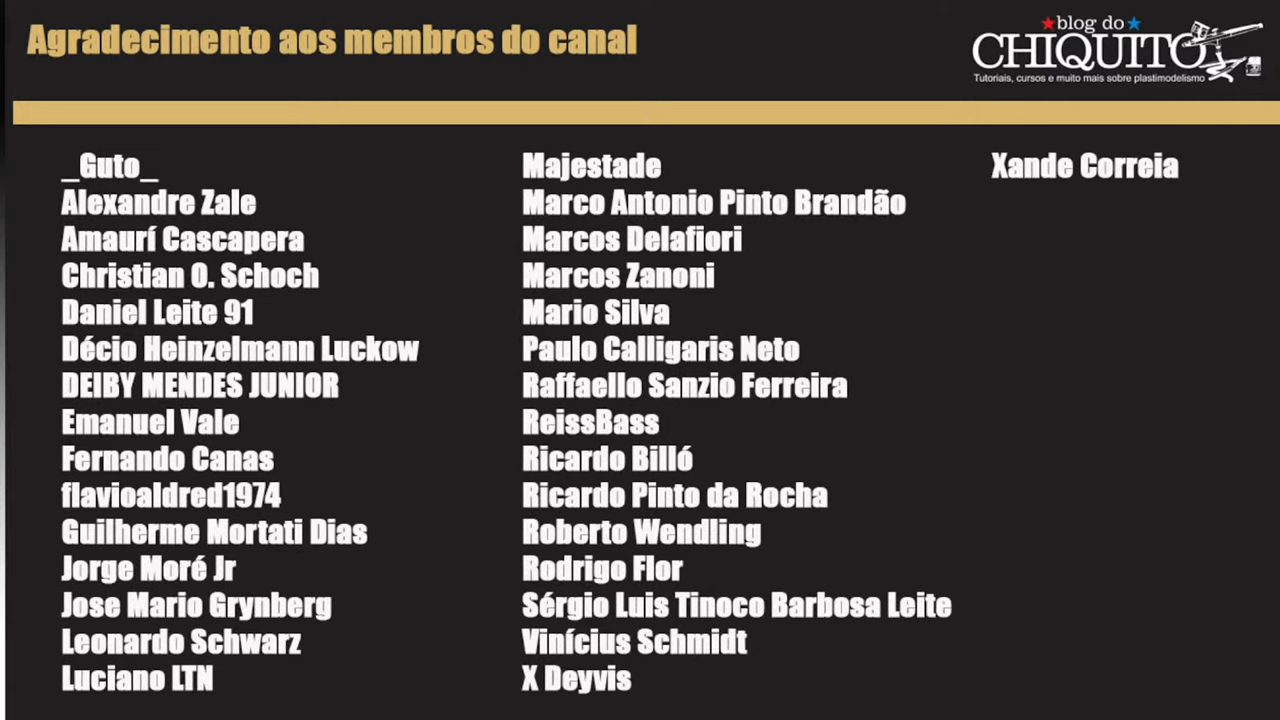 Agradecimento aos membros do canal
blog do
CHIQUITO
Tutoriais, cursos e muito mais sobre plastimodelismo
_Guto_
Alexandre Zale
Amaurí Cascapera
Christian O. Schoch
Daniel Leite 91
Décio Heinzelmann Luckow
DEIBY MENDES JUNIOR
Emanuel Vale
Fernando Canas
flavioaldred1974
Guilherme Mortati Dias
Jorge Moré Jr
Jose Mario Grynberg
Leonardo Schwarz
Luciano LTN
Majestade
Marco Antonio Pinto Brandão
Marcos Delafiori
Marcos Zanoni
Mario Silva
Paulo Calligaris Neto
Raffaello Sanzio Ferreira
ReissBass
Ricardo Billó
Ricardo Pinto da Rocha
Roberto Wendling
Rodrigo Flor
Sérgio Luis Tinoco Barbosa Leite
Vinícius Schmidt
X Deyvis
Xande Correia